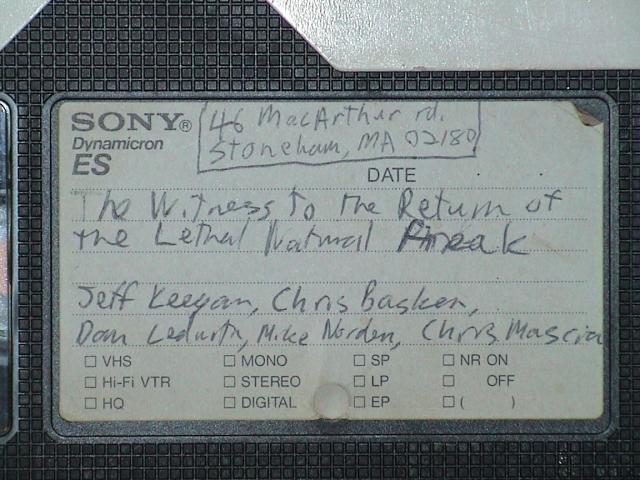 SONY®
Dynamicron
ES
46 MacArthur rd.
Stoneham, MA 02180
DATE
The Witness to the Return of
the Lethal Natural
Jeff Keegan, Chris Basken,
Dan Mike Norden, Chris Mascia
VHS MONO SP NR ON
Hi-Fi VTR STEREO LP OFF
HQ DIGITAL EP ( )